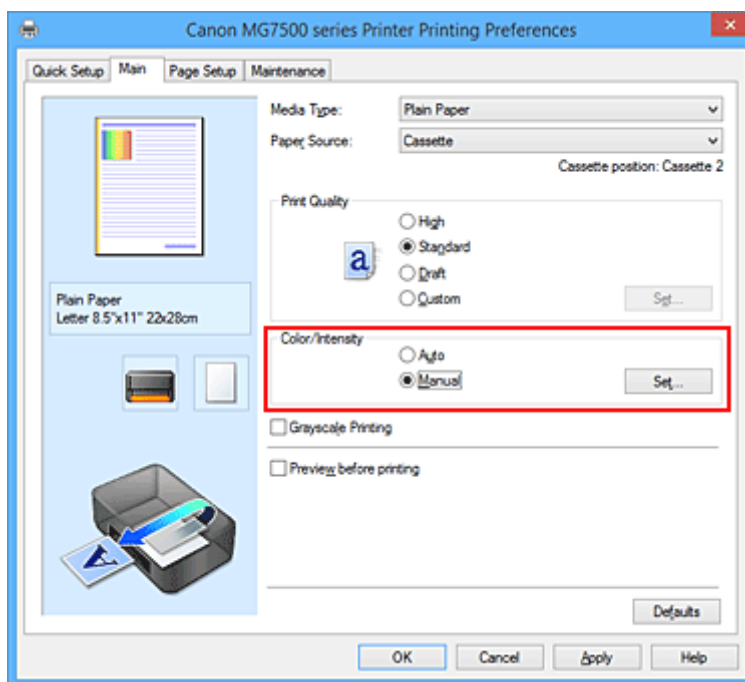 Canon MG7500 series Printer Printing Preferences
Quick Setup Main Page Setup Maintenance
Media Type: Plain Paper
Paper Source: Cassette
Cassette position: Cassette 2
Print Quality
High
a Standard
Draft
Custom Set...
Plain Paper
Letter 8.5"x11" 22x28cm
Color/Intensity
Auto
Manual Set...
Grayscale Printing
Preview before printing
A
Defaults
OK Cancel Apply Help